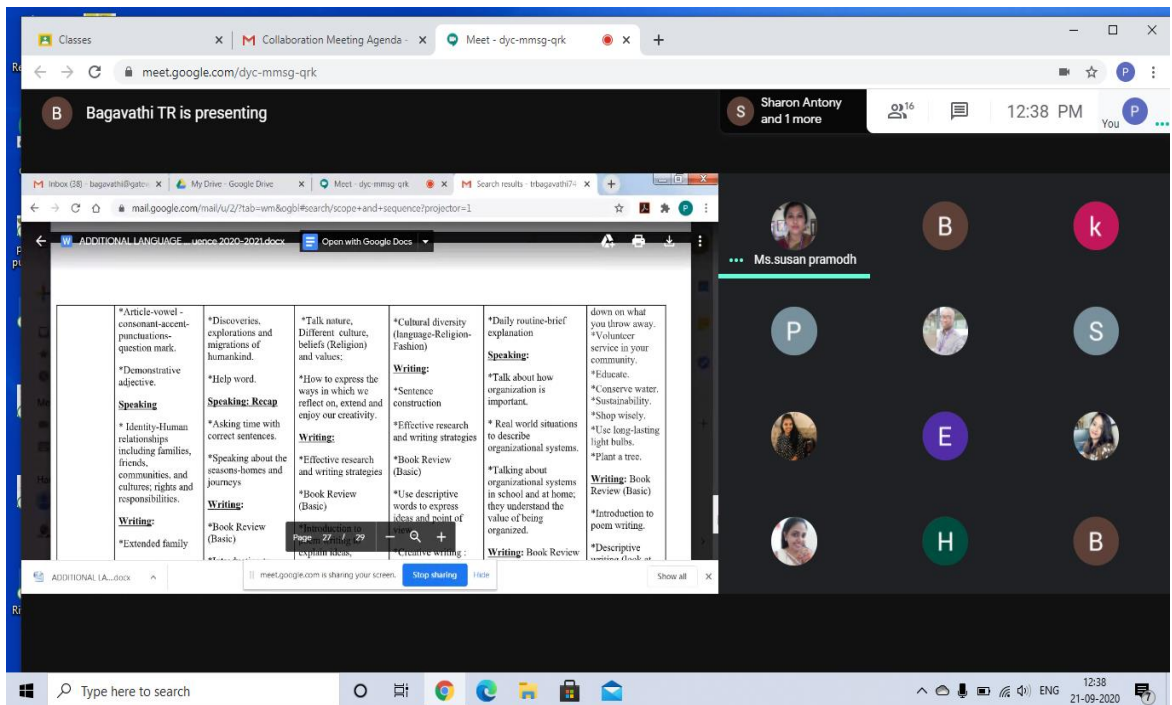 Classes
Collaboration Meeting Agenda -
Meet - dyc-mmsg-qrk
meet.google.com/dyc-mmsg-qrk
P
B
Bagavathi TR is presenting
S
Sharon Antony
and 1 more
16
12:38 PM
You
P
Inbox (38) - bagavathi@gatew
My Drive - Google Drive
Meet - dyc-mmsg-qrk
Search results - trbagavathi74
mail.google.com/mail/u/2/?tab=wm&ogbl#search/scope+and+sequence?projector=1
P
W
ADDITIONAL LANGUAGE ... uence 2020-2021.docx
Open with Google Docs
*Article-vowel -
consonant-accent-
punctuations-
question mark.
*Demonstrative
adjective.
Speaking
* Identity-Human
relationships
including families,
friends,
communities, and
cultures; rights and
responsibilities.
Writing:
*Extended family
*Discoveries,
explorations and
migrations of
humankind.
*Help word.
Speaking: Recap
*Asking time with
correct sentences.
*Speaking about the
seasons-homes and
journeys
Writing:
*Book Review
(Basic)
*Talk nature,
Different culture,
beliefs (Religion)
and values;
*How to express the
ways in which we
reflect on, extend and
enjoy our creativity.
Writing:
*Effective research
and writing strategies
*Book Review
(Basic)
*Introduction to
poem writing to
explain ideas,
*Cultural diversity
(language-Religion-
Fashion)
Writing:
*Sentence
construction
*Effective research
and writing strategies
*Book Review
(Basic)
*Use descriptive
words to express
ideas and point of
view
*Creative writing :
*Daily routine-brief
explanation
Speaking:
*Talk about how
organization is
important.
* Real world situations
to describe
organizational systems.
*Talking about
organizational systems
in school and at home;
they understand the
value of being
organized.
Writing: Book Review
down on what
you throw away.
*Volunteer
service in your
community.
*Educate.
*Conserve water.
*Sustainability.
*Shop wisely.
*Use long-lasting
light bulbs.
*Plant a tree.
Writing: Book
Review (Basic)
*Introduction to
poem writing.
*Descriptive
Page 27 / 29
ADDITIONAL LA....docx
meet.google.com is sharing your screen.
Stop sharing
Hide
Show all
Ms.susan pramodh
B
k
P
S
E
H
B
Type here to search
ENG
12:38
21-09-2020
7